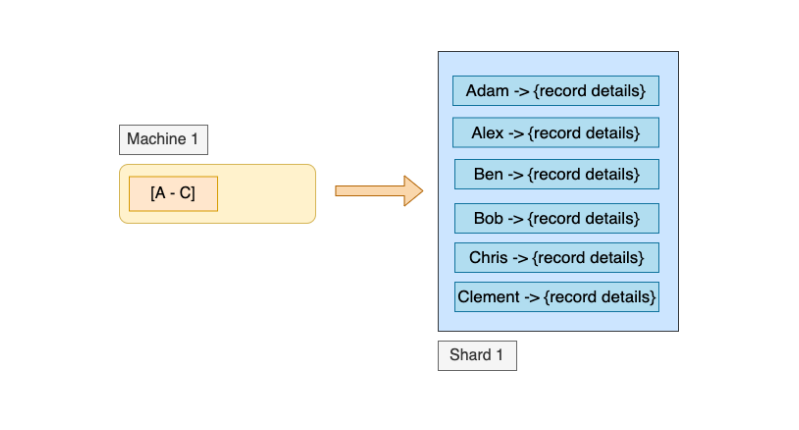 Machine 1
[A - C]
Adam -> {record details}
Alex -> {record details}
Ben -> {record details}
Bob -> {record details}
Chris -> {record details}
Clement -> {record details}
Shard 1